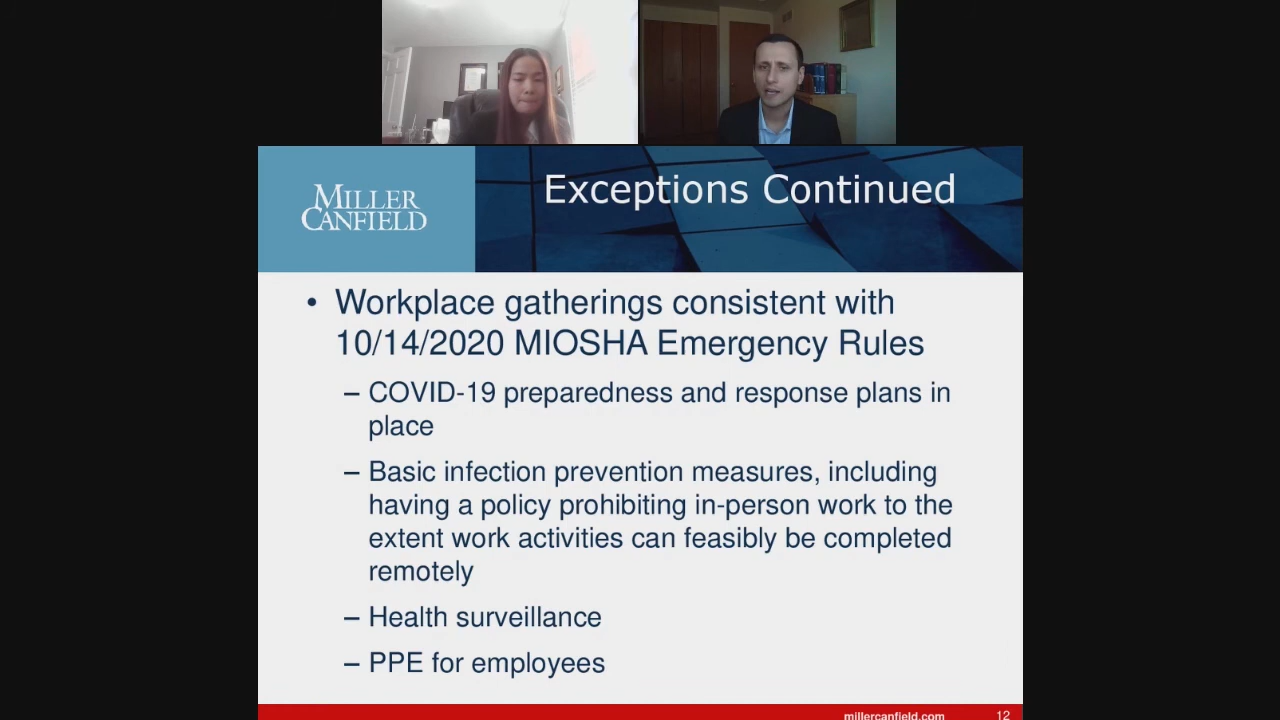 MILLER
CANFIELD
Exceptions Continued
• Workplace gatherings consistent with
10/14/2020 MIOSHA Emergency Rules
– COVID-19 preparedness and response plans in
place
– Basic infection prevention measures, including
having a policy prohibiting in-person work to the
extent work activities can feasibly be completed
remotely
– Health surveillance
– PPE for employees
millercanfield.com
12